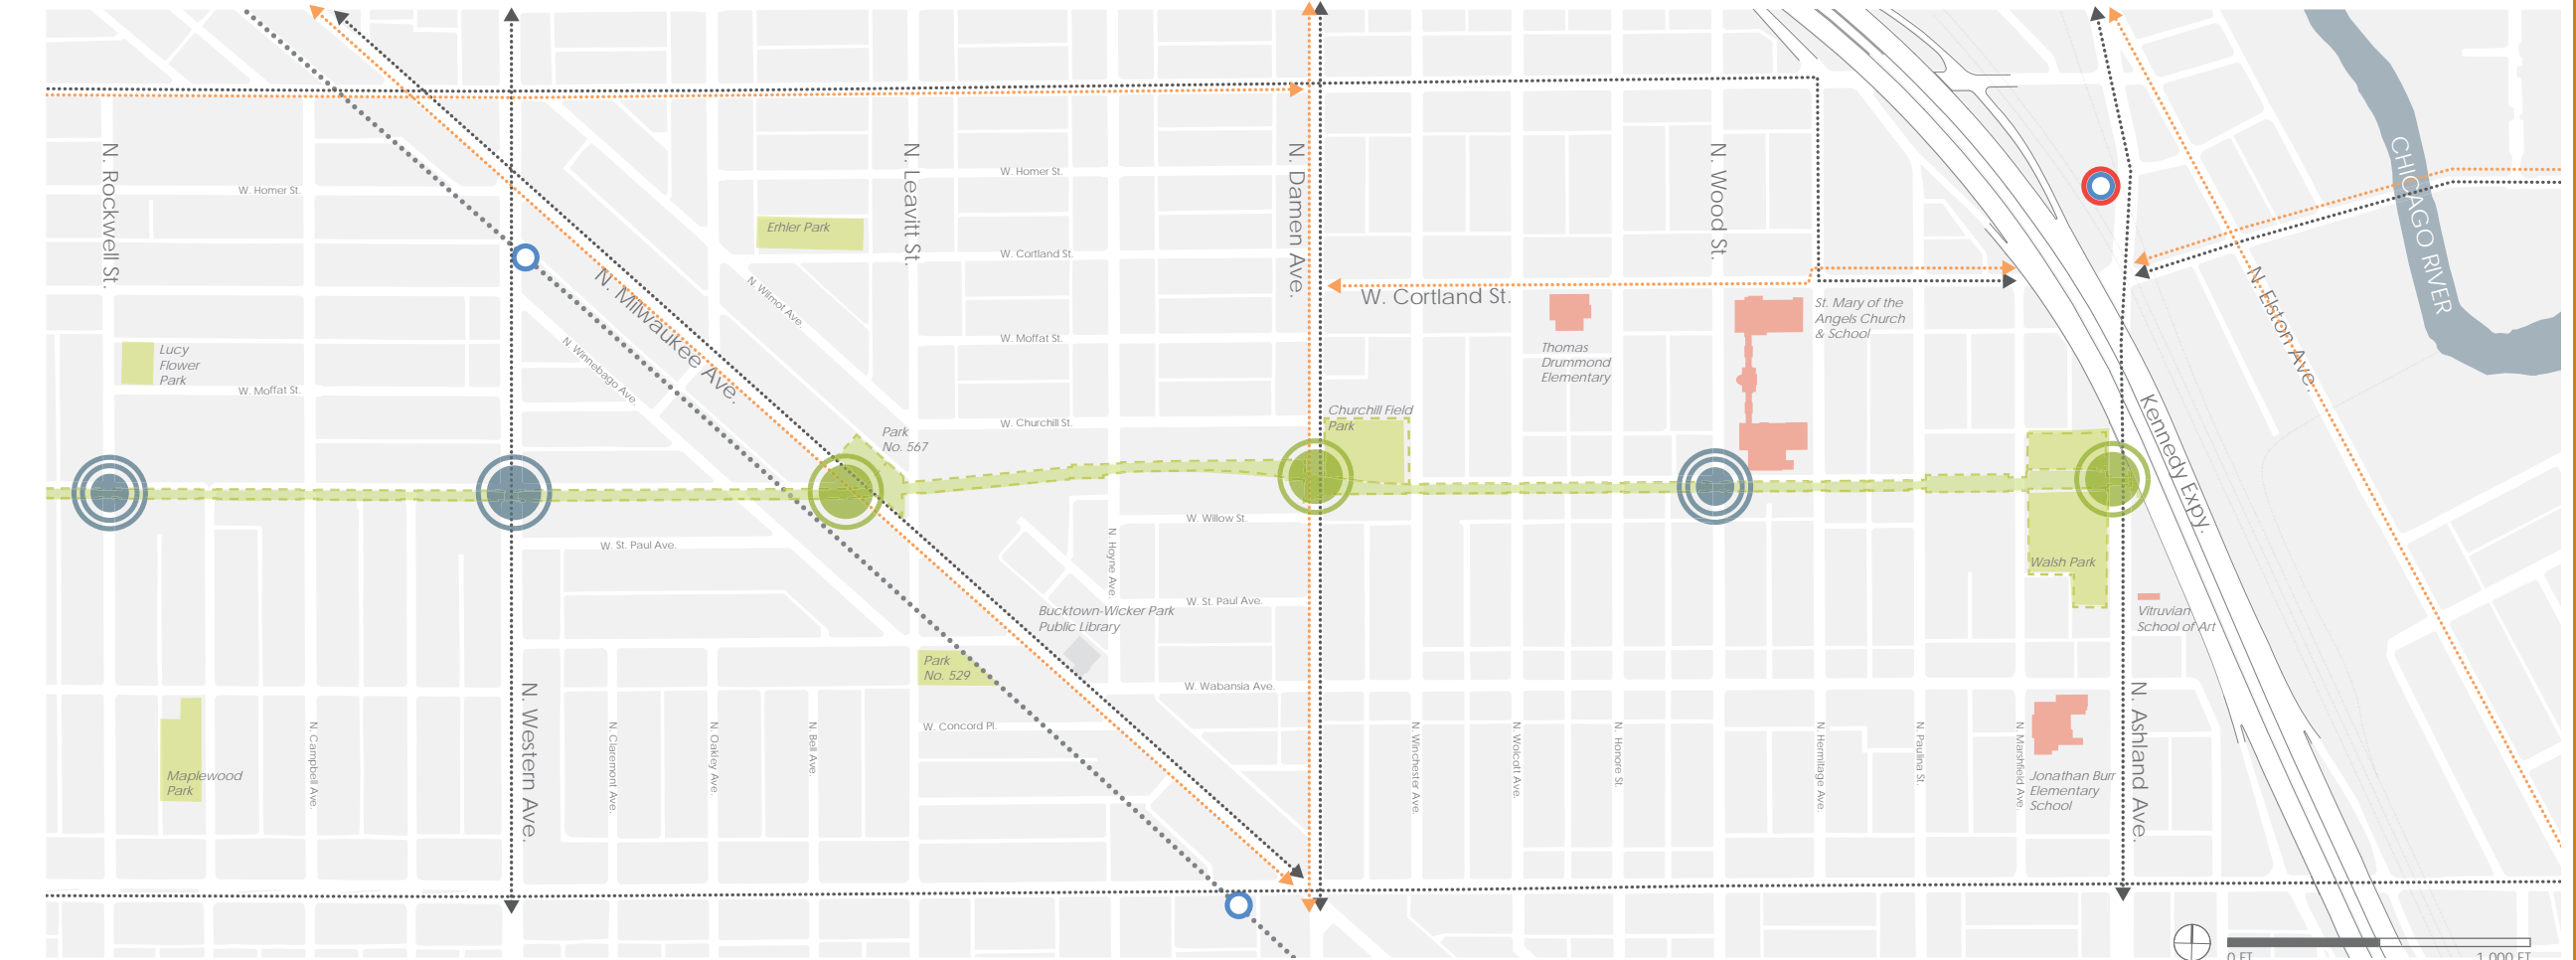 N. Rockwell St.
W. Homer St.
Lucy
Flower
Park
W. Moffat St.
Maplewood
Park
N. Campbell Ave.
N. Western Ave.
N. Milwaukee Ave.
N. Winnebago Ave.
N. Wilmot Ave.
Erhler Park
N. Leavitt St.
W. Homer St.
W. Cortland St.
W. Moffat St.
W. Churchill St.
Park
No. 567
W. St. Paul Ave.
N. Claremont Ave.
N. Oakley Ave.
N. Bell Ave.
Park
No. 529
W. Concord Pl.
Bucktown-Wicker Park
Public Library
N. Hoyne Ave.
W. Willow St.
W. St. Paul Ave.
W. Wabansia Ave.
N. Damen Ave.
W. Cortland St.
Churchill Field
Park
Thomas
Drummond
Elementary
N. Wood St.
St. Mary of the
Angels Church
& School
N. Winchester Ave.
N. Wolcott Ave.
N. Honore St.
N. Hermitage Ave.
N. Paulina St.
N. Marshfield Ave.
Walsh Park
Vitruvian
School of Art
Jonathan Burr
Elementary
School
N. Ashland Ave.
Kennedy Expy.
N. Elston Ave.
CHICAGO RIVER
0 FT
1,000 FT